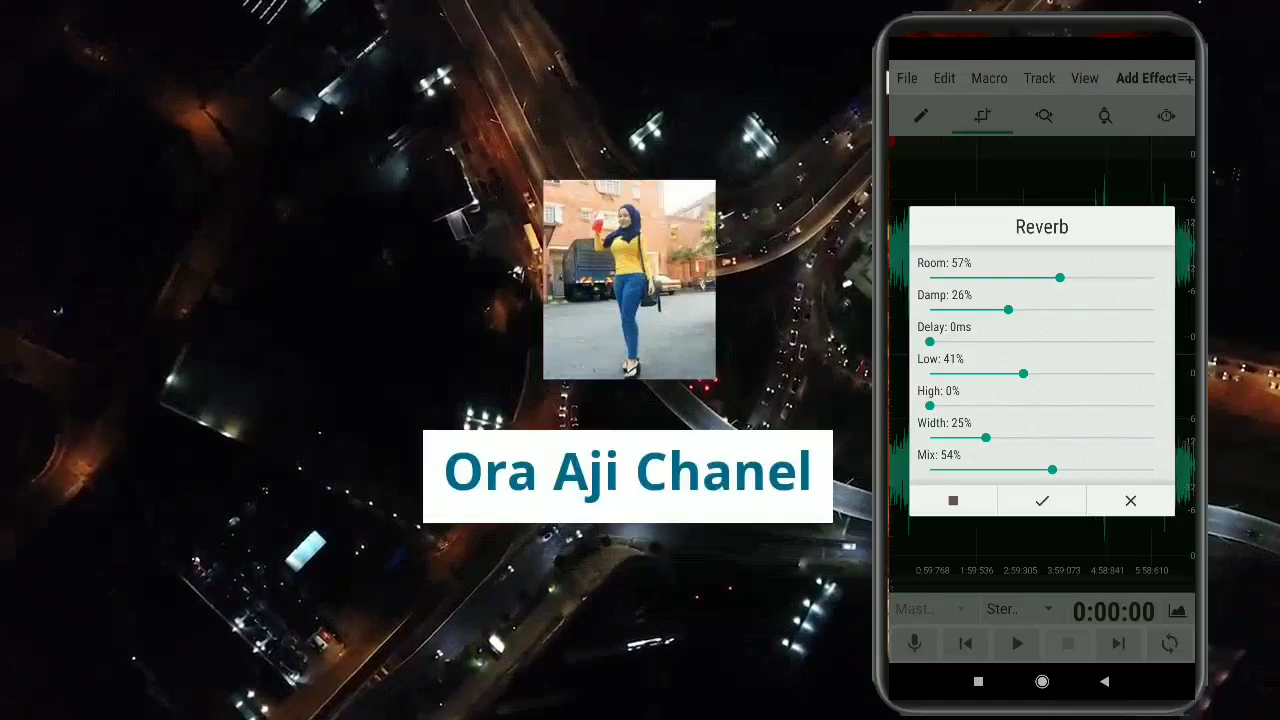 File Edit Macro Track View Add Effect
Reverb
Room: 57%
Damp: 26%
Delay: 0ms
Low: 41%
High: 0%
Width: 25%
Mix: 54%
Ora Aji Chanel
0:59:768 1:59:536 2:59:305 3:59:073 4:58:841 5:58:610
Mast.. Ster.. 0:00:00